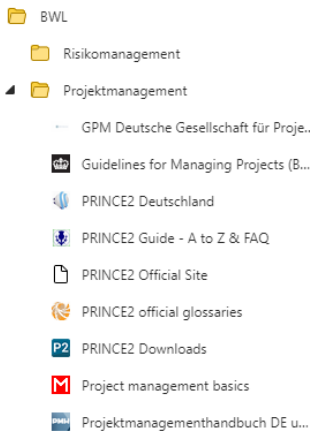 BWL
Risikomanagement
Projektmanagement
GPM Deutsche Gesellschaft für Proje...
Guidelines for Managing Projects (B...
PRINCE2 Deutschland
PRINCE2 Guide - A to Z & FAQ
PRINCE2 Official Site
PRINCE2 official glossaries
P2 PRINCE2 Downloads
M Project management basics
PMH Projektmanagementhandbuch DE u...